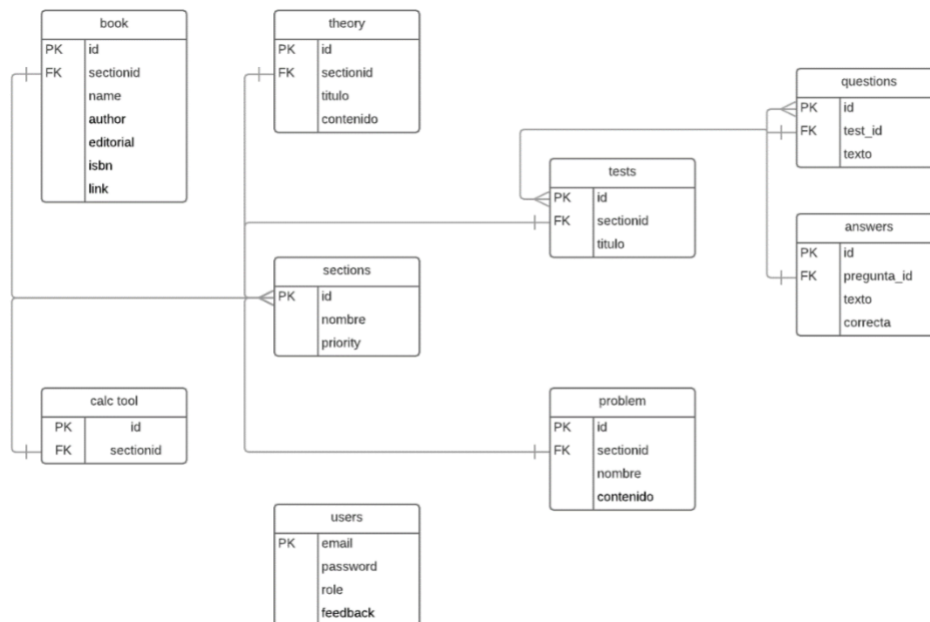 book
PK id
FK sectionid
name
author
editorial
isbn
link
theory
PK id
FK sectionid
titulo
contenido
questions
PK id
FK test_id
texto
tests
PK id
FK sectionid
titulo
answers
PK id
FK pregunta_id
texto
correcta
sections
PK id
nombre
priority
calc tool
PK id
FK sectionid
problem
PK id
FK sectionid
nombre
contenido
users
PK email
password
role
feedback